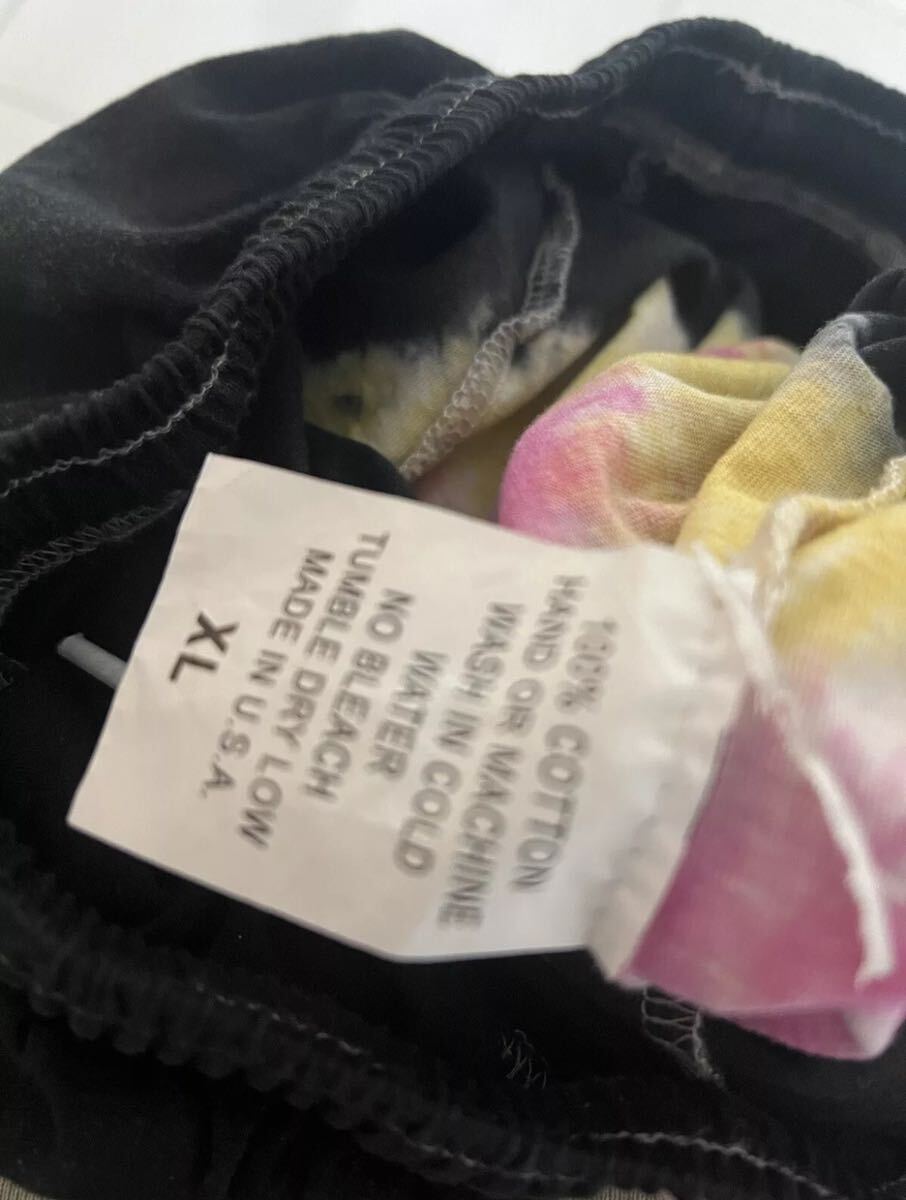 100% COTTON
HAND OR MACHINE
WASH IN COLD
WATER
NO BLEACH
TUMBLE DRY LOW
MADE IN U.S.A.
XL